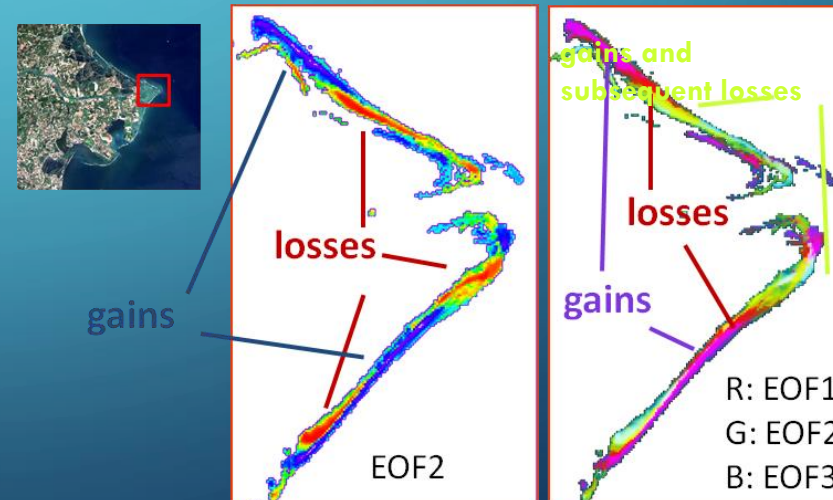 gains and
subsequent losses
losses
gains
losses
gains
EOF2
R: EOF1
G: EOF2
B: EOF3